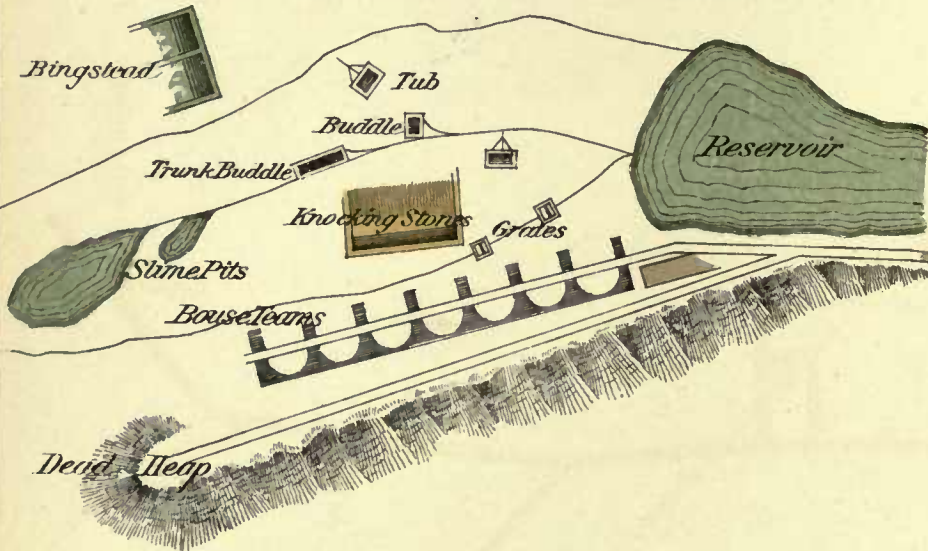 Bingstead
Tub
Buddle
Trunk Buddle
Reservoir
Knocking Stones
Grates
Slime Pits
Bouse Teams
Dead Heap